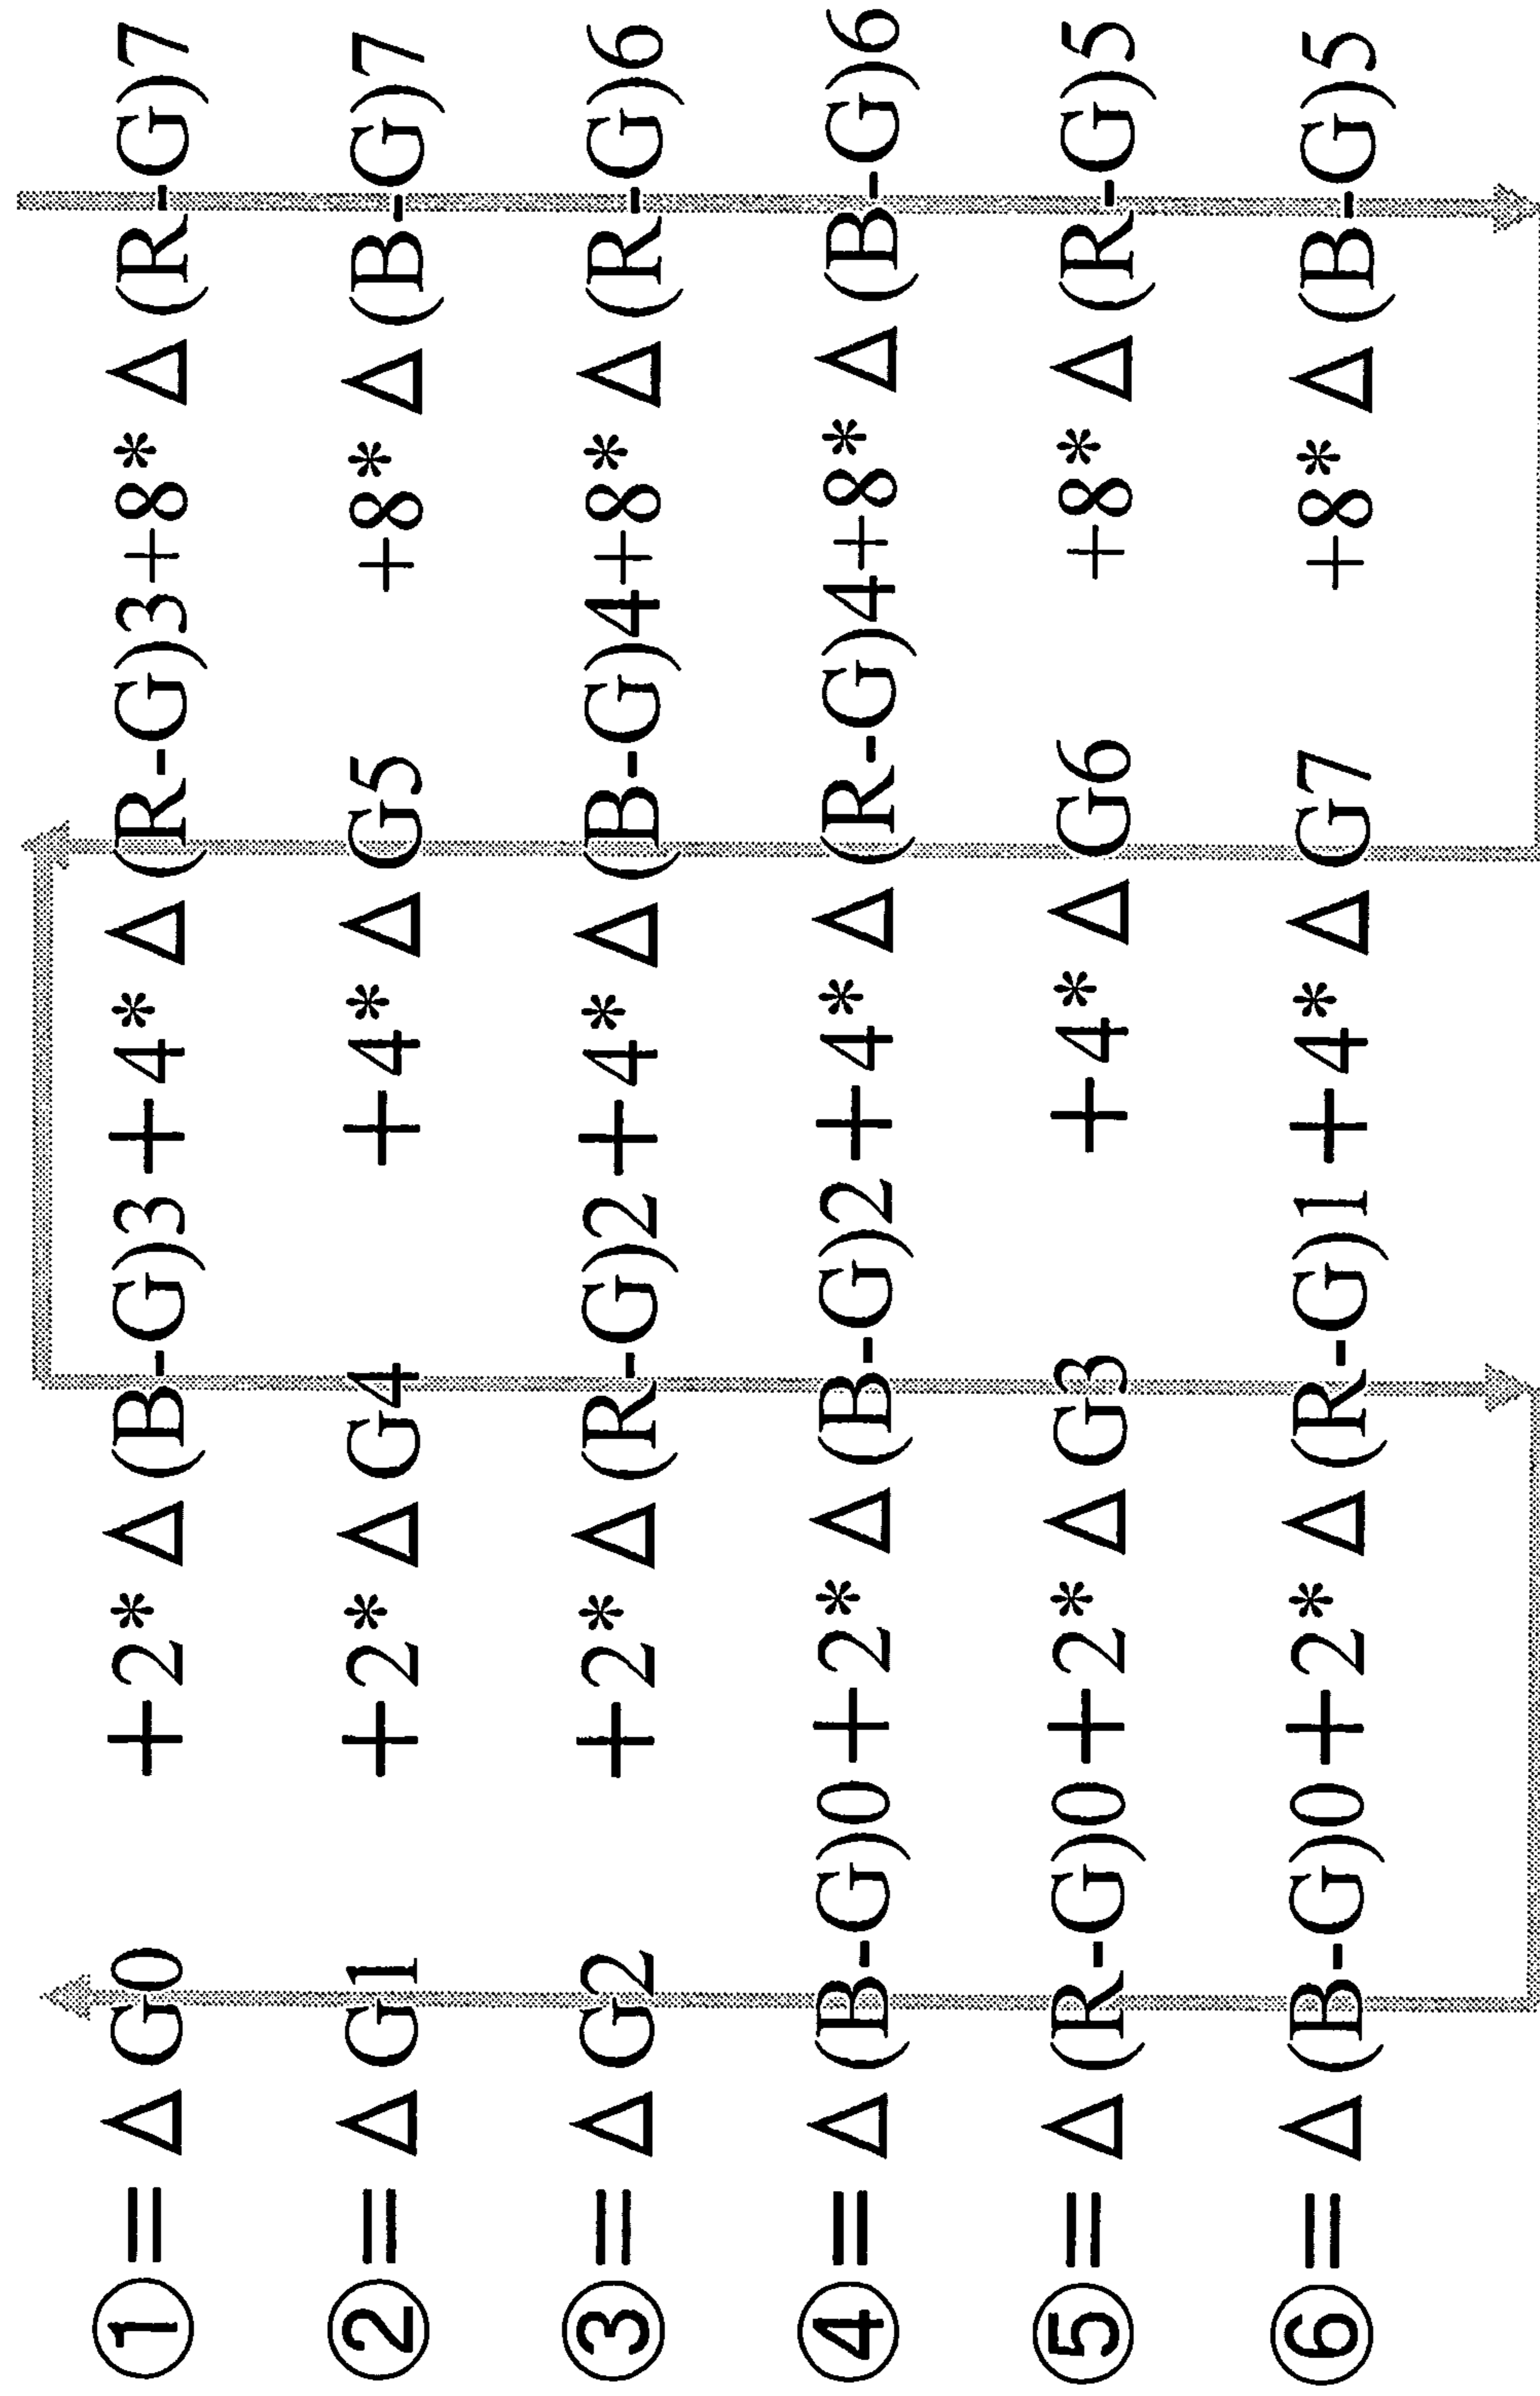 ①=ΔG0 +2*Δ(B-G)3+4*Δ(R-G)3+8*Δ(R-G)7
②=ΔG1 +2*ΔG4 +4*ΔG5 +8*Δ(B-G)7
③=ΔG2 +2*Δ(R-G)2+4*Δ(B-G)4+8*Δ(R-G)6
④=Δ(B-G)0+2*Δ(B-G)2+4*Δ(R-G)4+8*Δ(B-G)6
⑤=Δ(R-G)0+2*ΔG3 +4*ΔG6 +8*Δ(R-G)5
⑥=Δ(B-G)0+2*Δ(R-G)1+4*ΔG7 +8*Δ(B-G)5